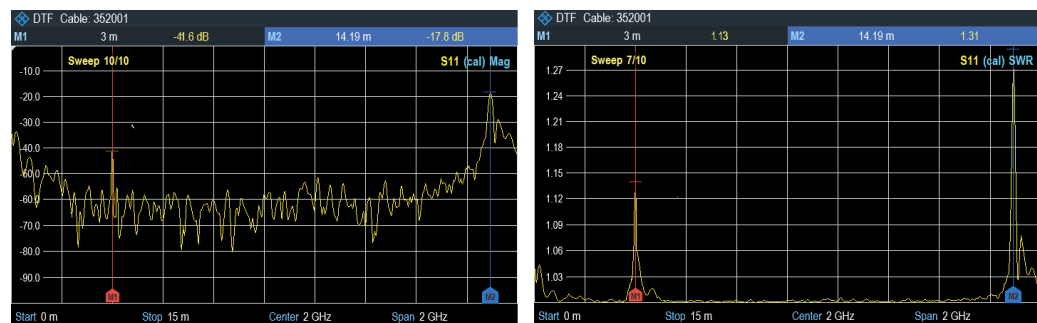 DTF Cable: 352001
M1 3 m -41.6 dB M2 14.19 m -17.8 dB
Sweep 10/10 S11 (cal) Mag
-10.0
-20.0
-30.0
-40.0
-50.0
-60.0
-70.0
-80.0
-90.0
M1 M2
Start 0 m Stop 15 m Center 2 GHz Span 2 GHz
DTF Cable: 352001
M1 3 m 1.13 M2 14.19 m 1.31
Sweep 7/10 S11 (cal) SWR
1.27
1.24
1.21
1.18
1.15
1.12
1.09
1.06
1.03
M1 M2
Start 0 m Stop 15 m Center 2 GHz Span 2 GHz